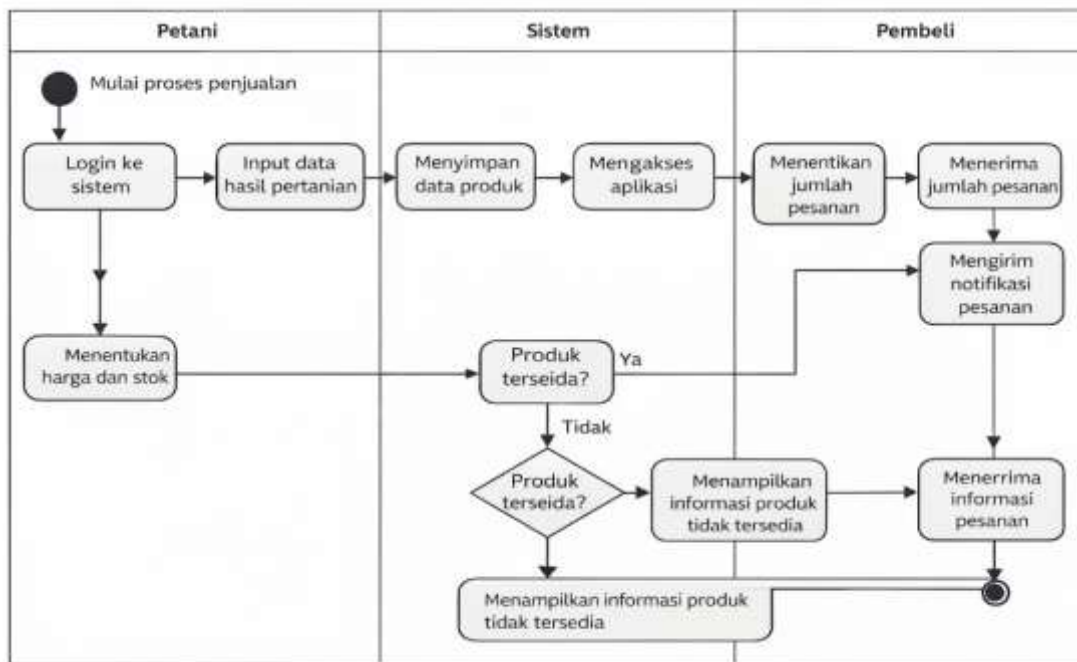 Petani
Sistem
Pembeli
Mulai proses penjualan
Login ke
sistem
Input data
hasil pertanian
Menyimpan
data produk
Mengakses
aplikasi
Menentikan
jumlah
pesanan
Menerima
jumlah pesanan
Mengirim
notifikasi
pesanan
Menentukan
harga dan stok
Produk
terseida?
Ya
Tidak
Produk
terseida?
Menampilkan
informasi produk
tidak tersedia
Menerrima
informasi
pesanan
Menampilkan informasi produk
tidak tersedia